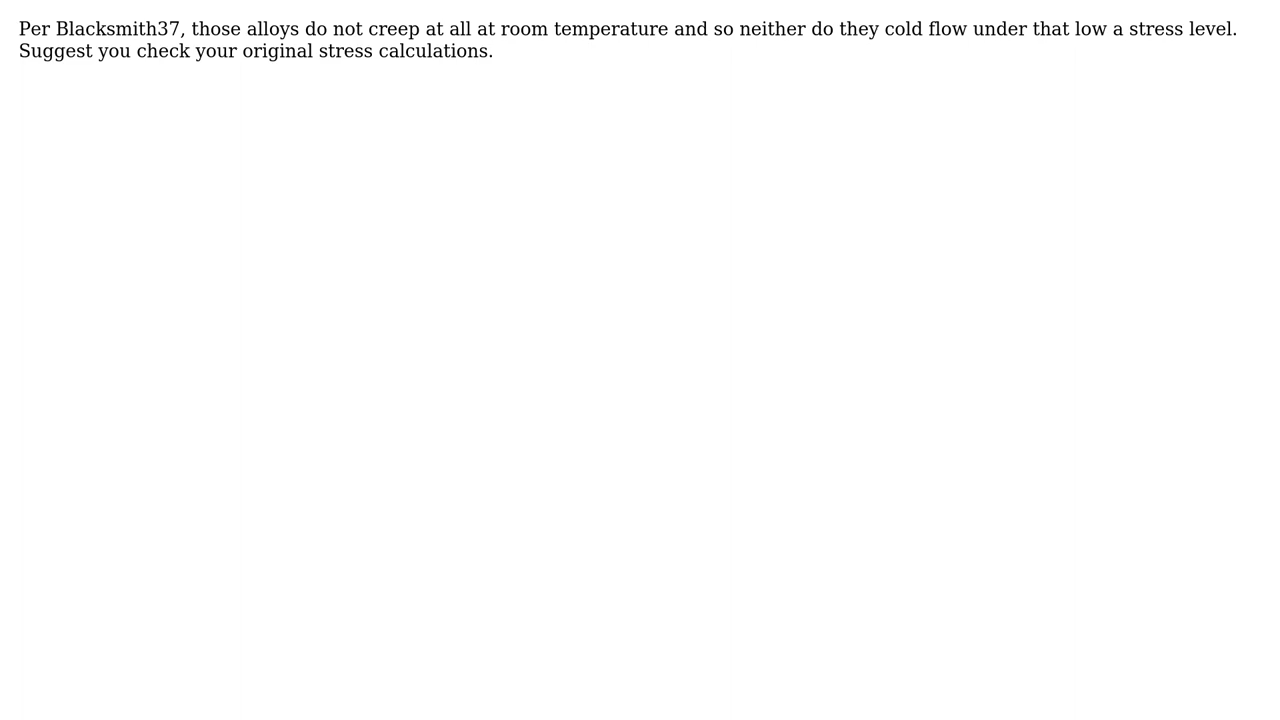 Per Blacksmith37, those alloys do not creep at all at room temperature and so neither do they cold flow under that low a stress level.
Suggest you check your original stress calculations.